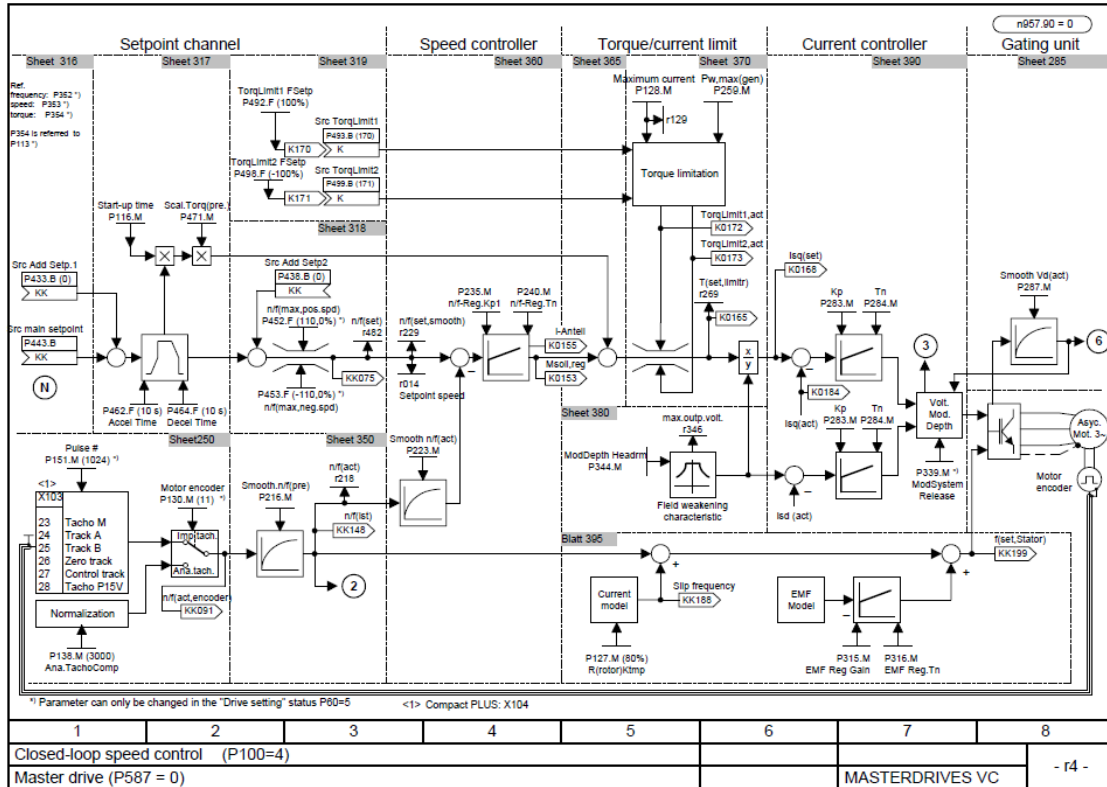 n957.90 = 0
Setpoint channel
Speed controller
Torque/current limit
Current controller
Gating unit
Sheet 316
Sheet 317
Sheet 319
Sheet 360
Sheet 365
Sheet 370
Sheet 390
Sheet 285
Ref.
frequency: P352 *)
speed: P353 *)
torque: P354 *)
P354 is referred to
P113 *)
TorqLimit1 FSetp
P492.F (100%)
Src TorqLimit1
P493.B (170)
K170
K
TorqLimit2 FSetp
P498.F (-100%)
Src TorqLimit2
P499.B (171)
K171
K
Maximum current
P128.M
r129
Pw,max(gen)
P259.M
Torque limitation
TorqLimit1,act
K0172
TorqLimit2,act
K0173
T(set,limitr)
r269
K0165
Start-up time
P116.M
Scal.Torq(pre.)
P471.M
Sheet 318
Src Add Setp.1
P433.B (0)
KK
Src main setpoint
P443.B
KK
N
P462.F (10 s)
Accel Time
P464.F (10 s)
Decel Time
Src Add Setp2
P438.B (0)
KK
n/f(max,pos.spd)
P452.F (110,0%) *)
n/f(set)
r482
KK075
P453.F (-110,0%) *)
n/f(max,neg.spd)
n/f(set,smooth)
r229
r014
Setpoint speed
P235.M
n/f-Reg.Kp1
P240.M
n/f-Reg.Tn
I-Anteil
K0155
Msoll,reg
K0153
x
y
Isq(set)
K0168
Kp
P283.M
Tn
P284.M
K0184
Isq(act)
Kp
P283.M
Tn
P284.M
Isd (act)
3
Volt.
Mod.
Depth
P339.M *)
ModSystem
Release
Smooth Vd(act)
P287.M
6
Asyc.
Mot. 3~
Motor
encoder
Sheet 380
max.outp.volt.
r346
ModDepth Headrm
P344.M
Field weakening
characteristic
Sheet250
Sheet 350
Pulse #
P151.M (1024) *)
<1>
X103
23 Tacho M
24 Track A
25 Track B
26 Zero track
27 Control track
28 Tacho P15V
Normalization
P138.M (3000)
Ana.TachoComp
Motor encoder
P130.M (11) *)
Imp.tach.
Ana.tach.
n/f(act,encoder)
KK091
Smooth.n/f(pre)
P216.M
n/f(act)
r218
n/f(ist)
KK148
2
Smooth n/f(act)
P223.M
Blatt 395
+
Slip frequency
KK188
Current
model
P127.M (80%)
R(rotor)Ktmp
EMF
Model
P315.M
EMF Reg Gain
P316.M
EMF Reg.Tn
+
f(set,Stator)
KK199
*) Parameter can only be changed in the "Drive setting" status P60=5
<1> Compact PLUS: X104
1 2 3 4 5 6 7 8
Closed-loop speed control (P100=4)
Master drive (P587 = 0)
MASTERDRIVES VC
- r4 -